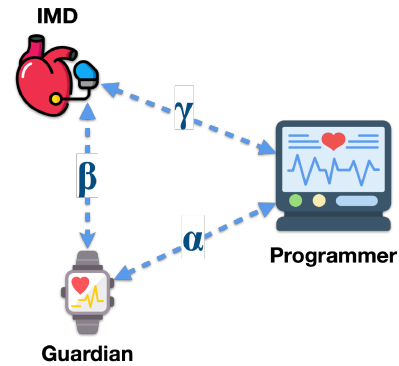 IMD
γ
β
α
Programmer
Guardian